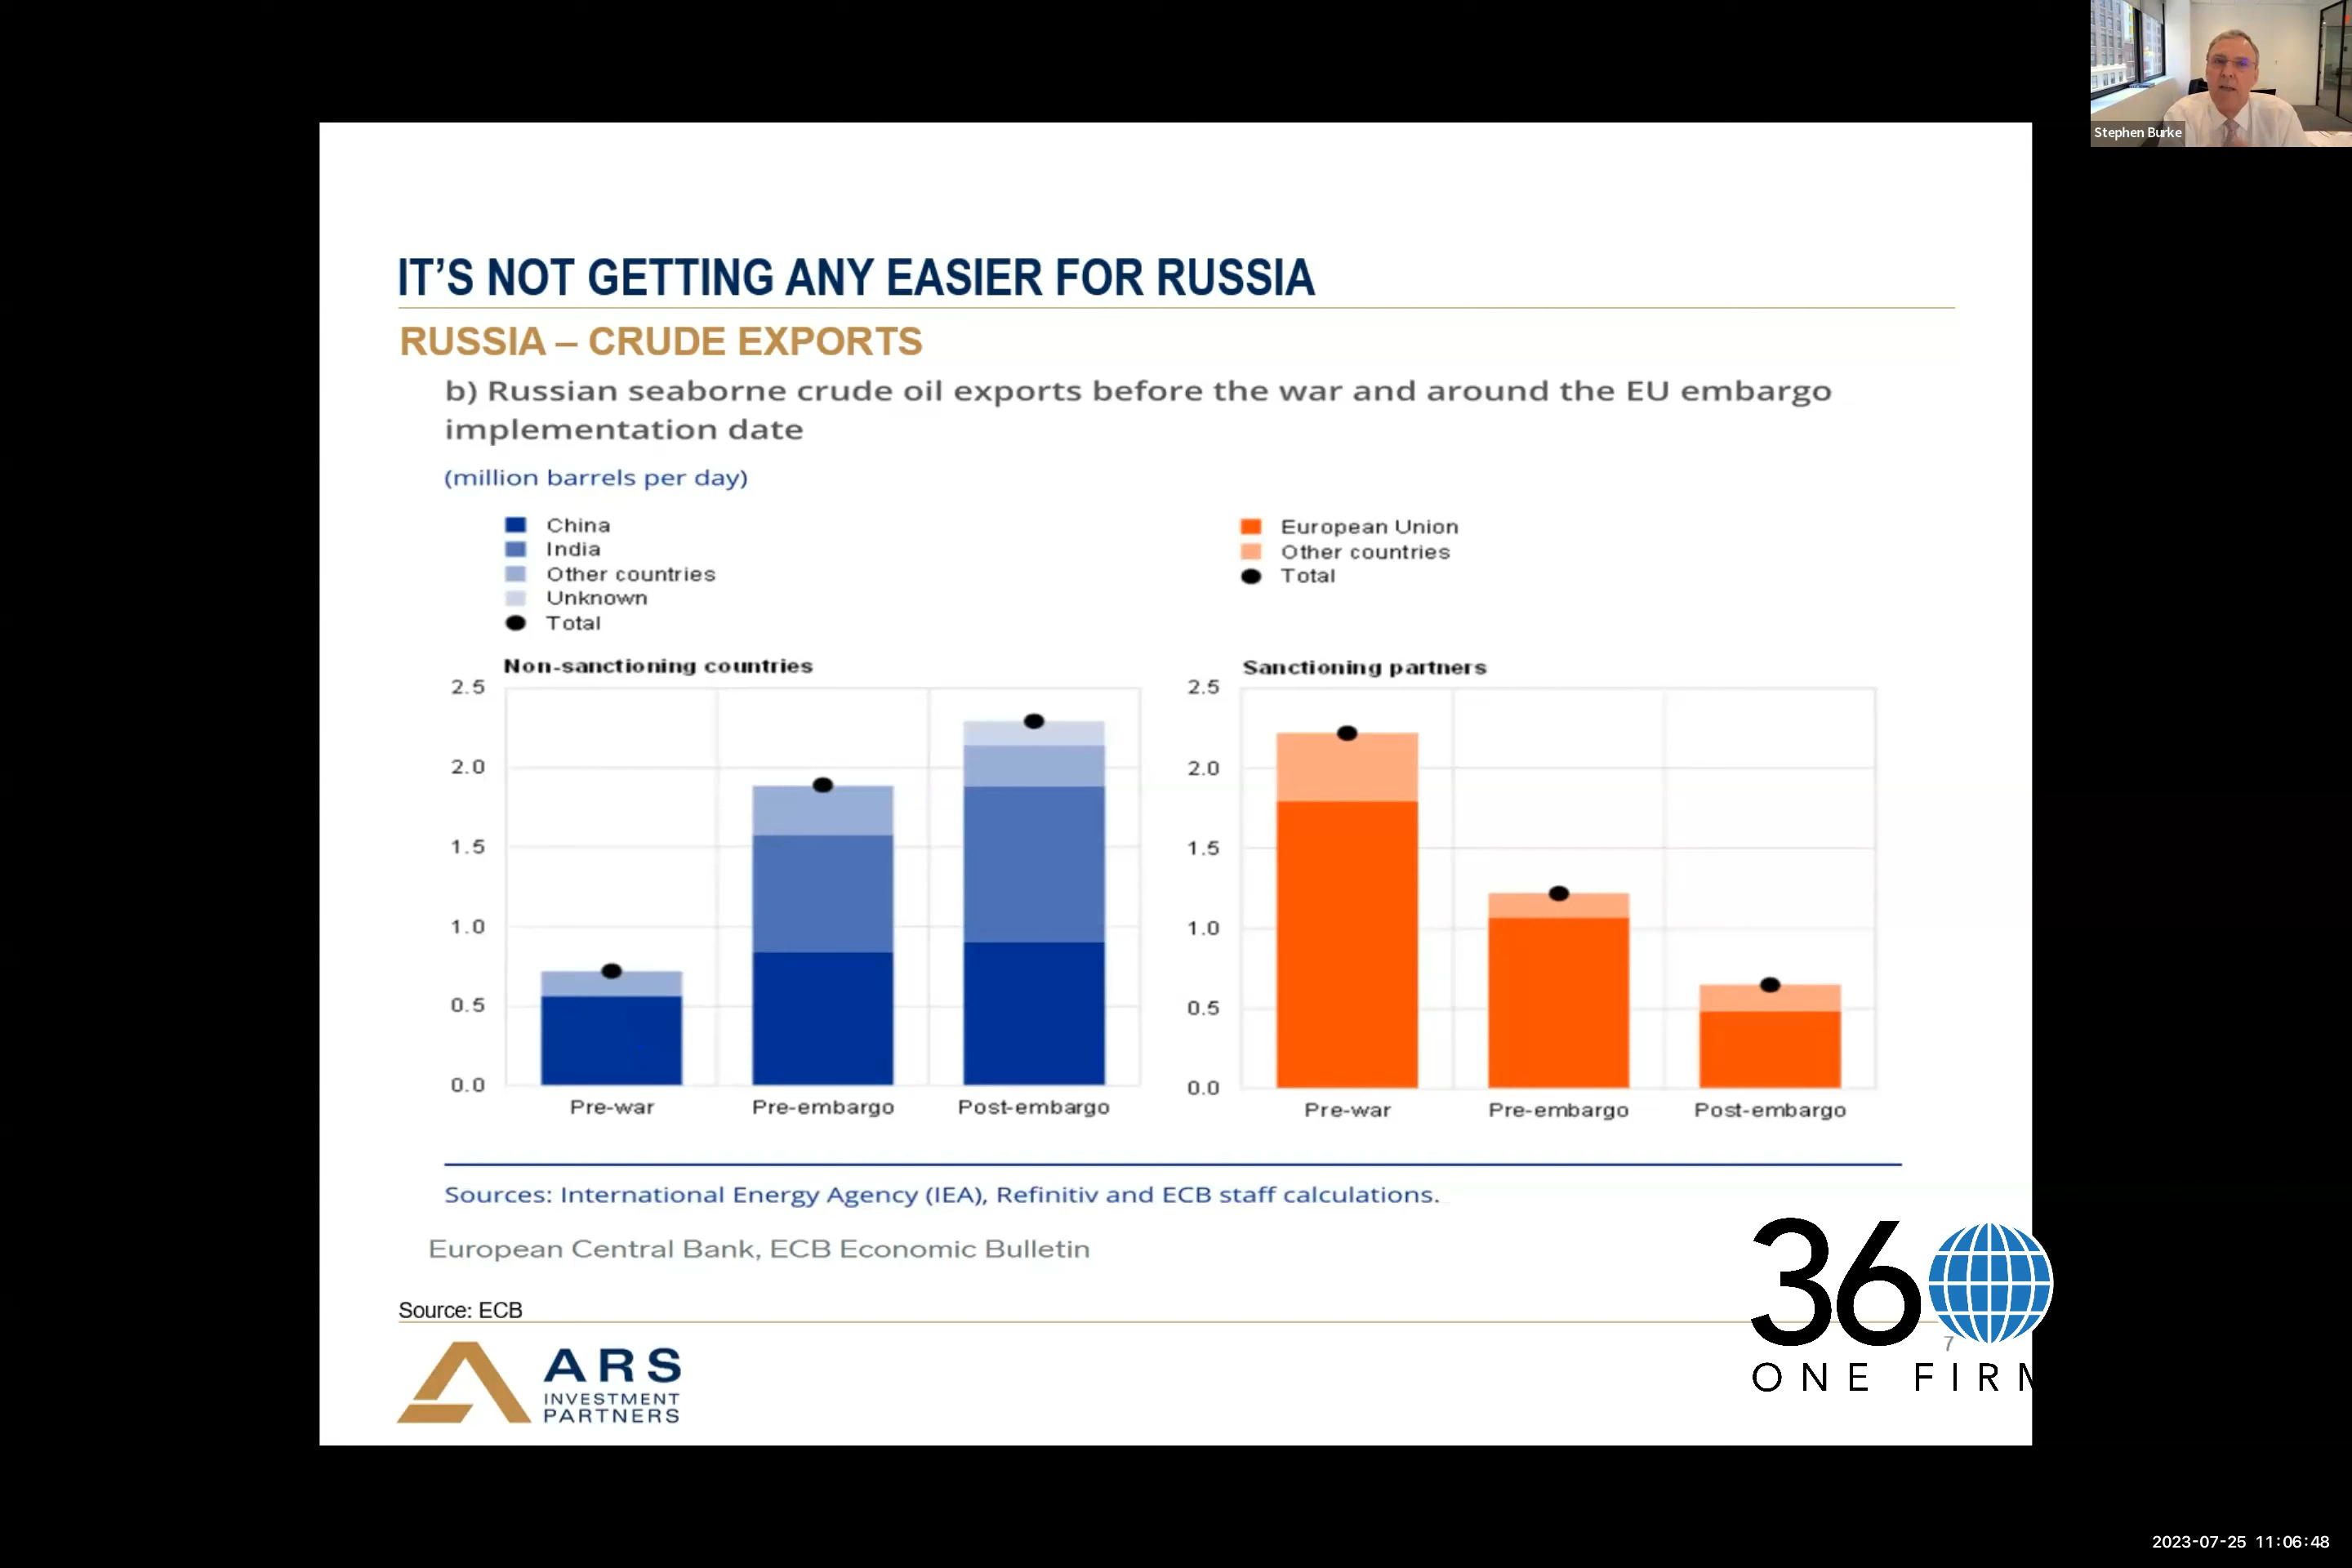 Stephen Burke
IT’S NOT GETTING ANY EASIER FOR RUSSIA
RUSSIA – CRUDE EXPORTS
b) Russian seaborne crude oil exports before the war and around the EU embargo
implementation date
(million barrels per day)
China
India
Other countries
Unknown
Total
European Union
Other countries
Total
Non-sanctioning countries
2.5
2.0
1.5
1.0
0.5
0.0
Pre-war
Pre-embargo
Post-embargo
Sanctioning partners
2.5
2.0
1.5
1.0
0.5
0.0
Pre-war
Pre-embargo
Post-embargo
Sources: International Energy Agency (IEA), Refinitiv and ECB staff calculations.
European Central Bank, ECB Economic Bulletin
Source: ECB
ARS
INVESTMENT
PARTNERS
36
7
ONE FIRM
2023-07-25 11:06:48